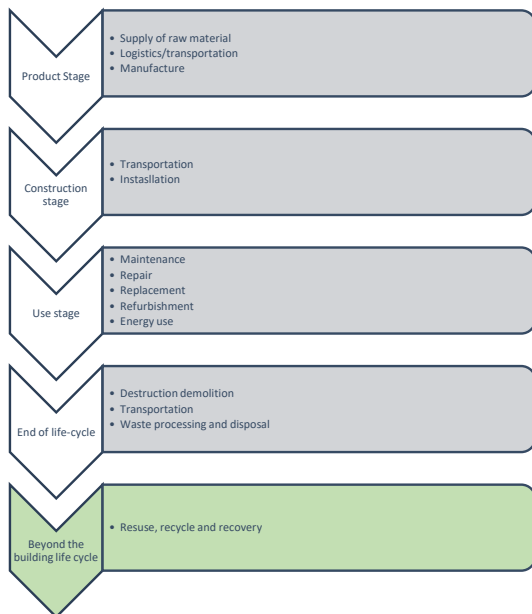 Product Stage
• Supply of raw material
• Logistics/transportation
• Manufacture
Construction
stage
• Transportation
• Instasllation
Use stage
• Maintenance
• Repair
• Replacement
• Refurbishment
• Energy use
End of life-cycle
• Destruction demolition
• Transportation
• Waste processing and disposal
Beyond the
building life cycle
• Resuse, recycle and recovery